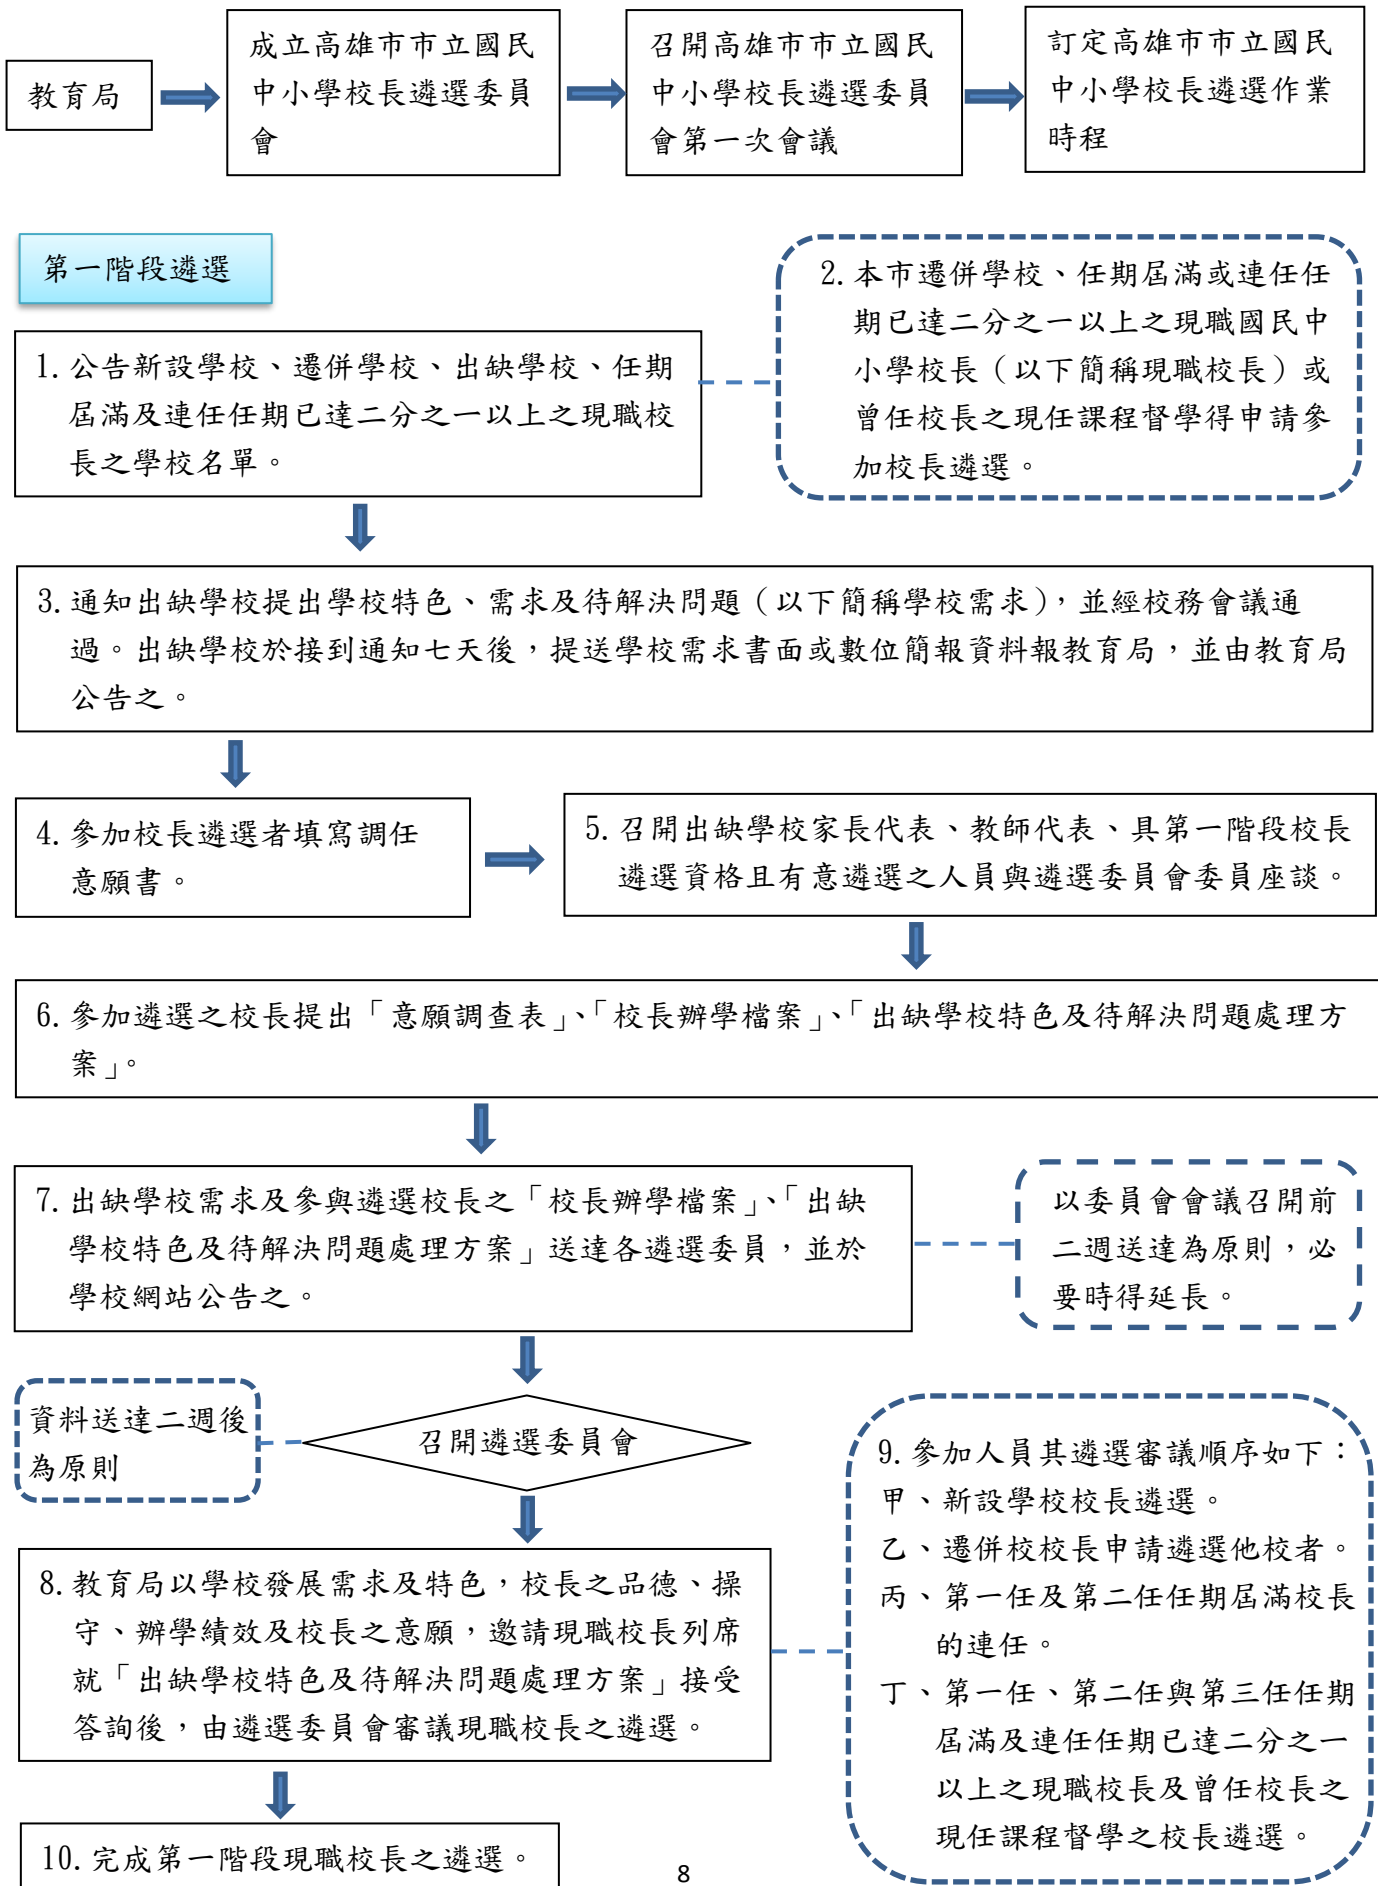 教育局
成立高雄市市立國民
中小學校長遴選委員
會
召開高雄市市立國民
中小學校長遴選委員
會第一次會議
訂定高雄市市立國民
中小學校長遴選作業
時程
第一階段遴選
1.公告新設學校、遷併學校、出缺學校、任期
屆滿及連任任期已達二分之一以上之現職校
長之學校名單。
2.本市遷併學校、任期屆滿或連任任
期已達二分之一以上之現職國民中
小學校長（以下簡稱現職校長）或
曾任校長之現任課程督學得申請參
加校長遴選。
3.通知出缺學校提出學校特色、需求及待解決問題（以下簡稱學校需求），並經校務會議通
過。出缺學校於接到通知七天後，提送學校需求書面或數位簡報資料報教育局，並由教育局
公告之。
4.參加校長遴選者填寫調任
意願書。
5.召開出缺學校家長代表、教師代表、具第一階段校長
遴選資格且有意遴選之人員與遴選委員會委員座談。
6.參加遴選之校長提出「意願調查表」、「校長辦學檔案」、「出缺學校特色及待解決問題處理方
案」。
7.出缺學校需求及參與遴選校長之「校長辦學檔案」、「出缺
學校特色及待解決問題處理方案」送達各遴選委員，並於
學校網站公告之。
以委員會會議召開前
二週送達為原則，必
要時得延長。
資料送達二週後
為原則
召開遴選委員會
8.教育局以學校發展需求及特色，校長之品德、操
守、辦學績效及校長之意願，邀請現職校長列席
就「出缺學校特色及待解決問題處理方案」接受
答詢後，由遴選委員會審議現職校長之遴選。
9.參加人員其遴選審議順序如下：
甲、新設學校校長遴選。
乙、遷併校校長申請遴選他校者。
丙、第一任及第二任任期屆滿校長
的連任。
丁、第一任、第二任與第三任任期
屆滿及連任任期已達二分之一
以上之現職校長及曾任校長之
現任課程督學之校長遴選。
10.完成第一階段現職校長之遴選。
8